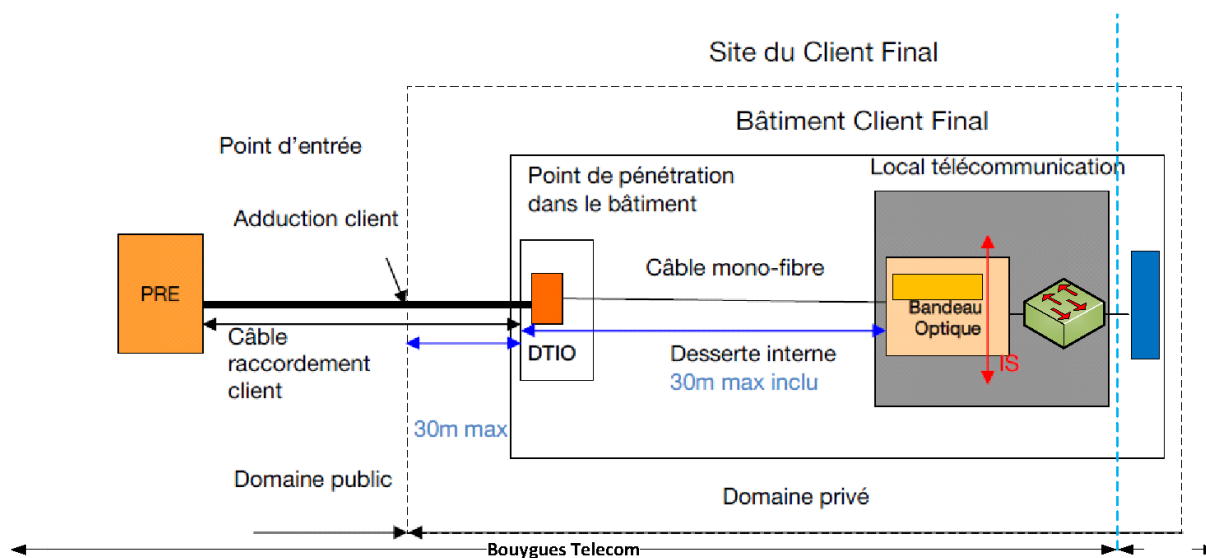 Site du Client Final
Bâtiment Client Final
Point d'entrée
Point de pénétration
dans le bâtiment
Local télécommunication
Adduction client
PRE
Câble mono-fibre
Bandeau
Optique
Câble
raccordement
client
DTIO
Desserte interne
30m max inclu
IS
30m max
Domaine public
Domaine privé
Bouygues Telecom